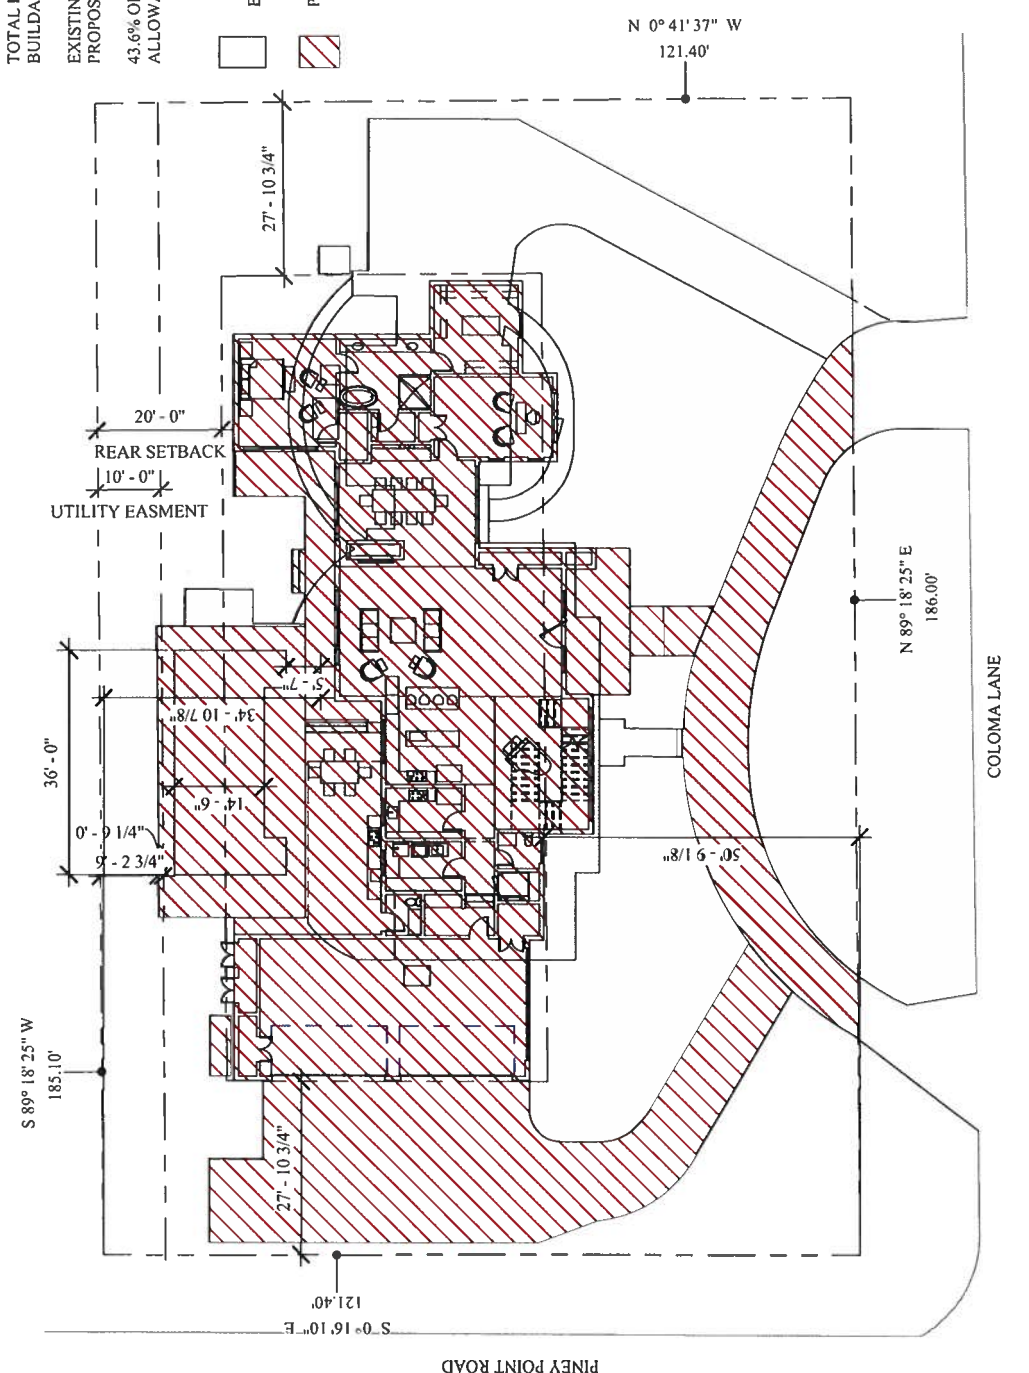 TOTAL
BUILDA
EXISTIN
PROPOS
43.6% OF
ALLOWA
N 0° 41' 37" W
121.40'
27' - 10 3/4"
20' - 0"
REAR SETBACK
10' - 0"
UTILITY EASMENT
N 89° 18' 25" E
186.00'
COLOMA LANE
36' - 0"
5' - 7"
34' - 10 7/8"
14' - 6"
0' - 9 1/4"
9' - 2 3/4"
50' - 9 1/8"
S 89° 18' 25" W
185.10'
27' - 10 3/4"
121.40'
S 0° 16' 10" E
PINEY POINT ROAD